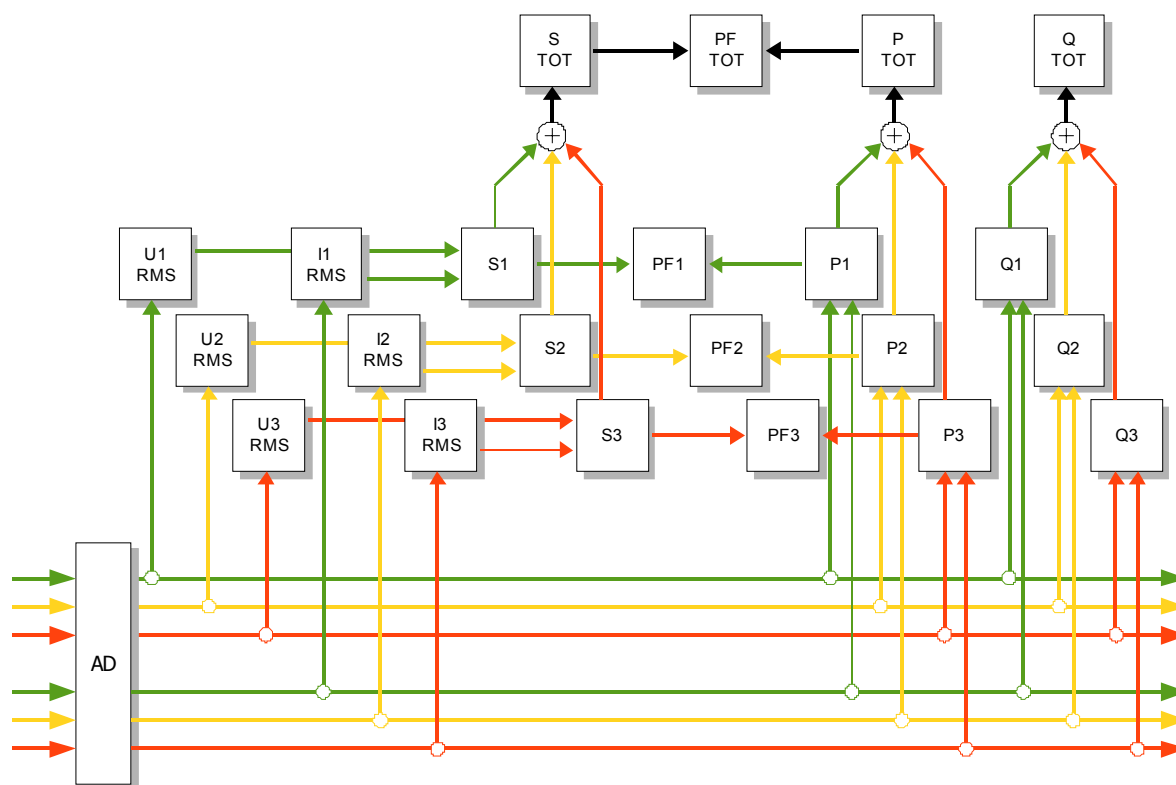 S
TOT
PF
TOT
P
TOT
Q
TOT
+
+
+
U1
RMS
I1
RMS
S1
PF1
P1
Q1
U2
RMS
I2
RMS
S2
PF2
P2
Q2
U3
RMS
I3
RMS
S3
PF3
P3
Q3
AD